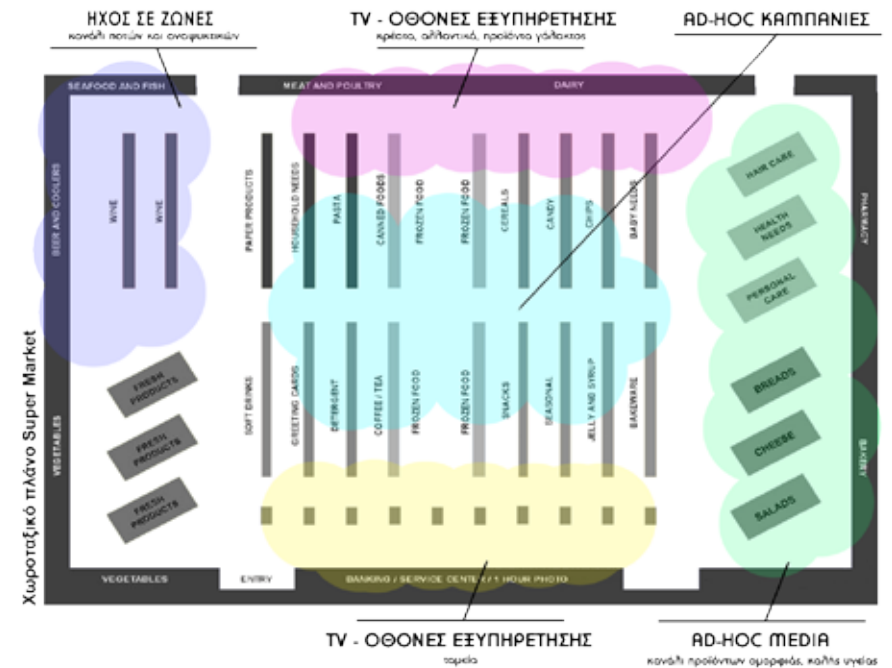 ΗΧΟΣ ΣΕ ΖΩΝΕΣ
κανάλι ποτών και αναψυκτικών
TV - ΟΘΟΝΕΣ ΕΞΥΠΗΡΕΤΗΣΗΣ
κρέατα, αλλαντικά, προϊόντα γάλακτος
AD-HOC ΚΑΜΠΑΝΙΕΣ
SEAFOOD AND FISH
MEAT AND POULTRY
DAIRY
BEER AND COOLERS
WINE
WINE
PAPER PRODUCTS
HOUSEHOLD NEEDS
PASTA
CANNED FOODS
FROZEN FOOD
FROZEN FOOD
CEREALS
CANDY
CHIPS
BABY NEEDS
HAIR CARE
HEALTH
NEEDS
PERSONAL
CARE
PHARMACY
Χωροταξικό πλάνο Super Market
VEGETABLES
FRESH
PRODUCTS
FRESH
PRODUCTS
FRESH
PRODUCTS
SOFT DRINKS
GREETING CARDS
DETERGENT
COFFEE / TEA
FROZEN FOOD
FROZEN FOOD
SNACKS
SEASONAL
JELLY AND SYRUP
BAKEWARE
BREADS
CHEESE
SALADS
BAKERY
VEGETABLES
ENTRY
BANKING / SERVICE CENTER / 1 HOUR PHOTO
TV - ΟΘΟΝΕΣ ΕΞΥΠΗΡΕΤΗΣΗΣ
ταμεία
AD-HOC MEDIA
κανάλι προϊόντων ομορφιάς, καλής υγείας